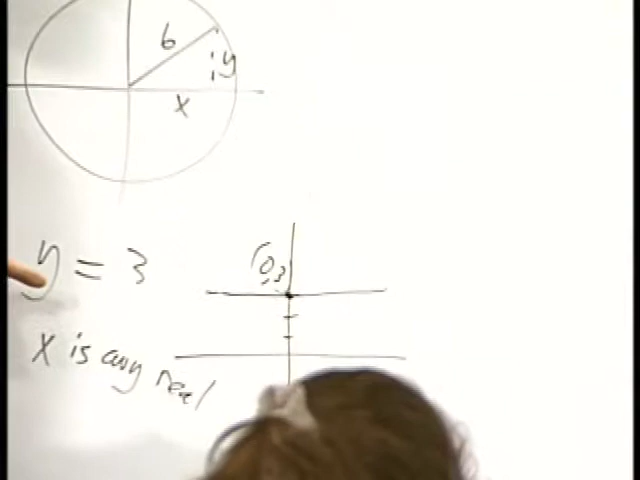 6
y
x
y = 3
(0,3
x is any real